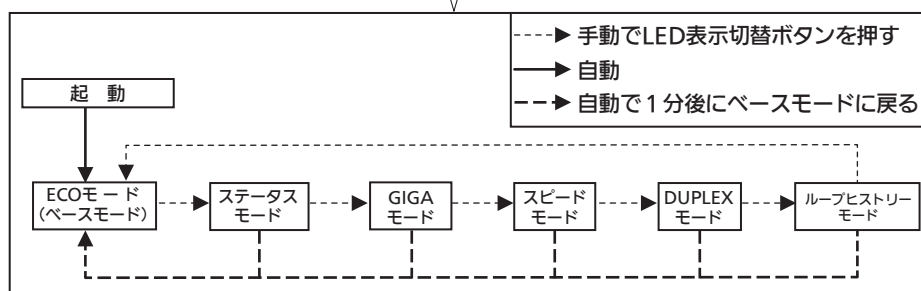 手動でLED表示切替ボタンを押す
自動
自動で１分後にベースモードに戻る
起　動
ECOモード
（ベースモード）
ステータス
モード
GIGA
モード
スピード
モード
DUPLEX
モード
ループヒストリー
モード